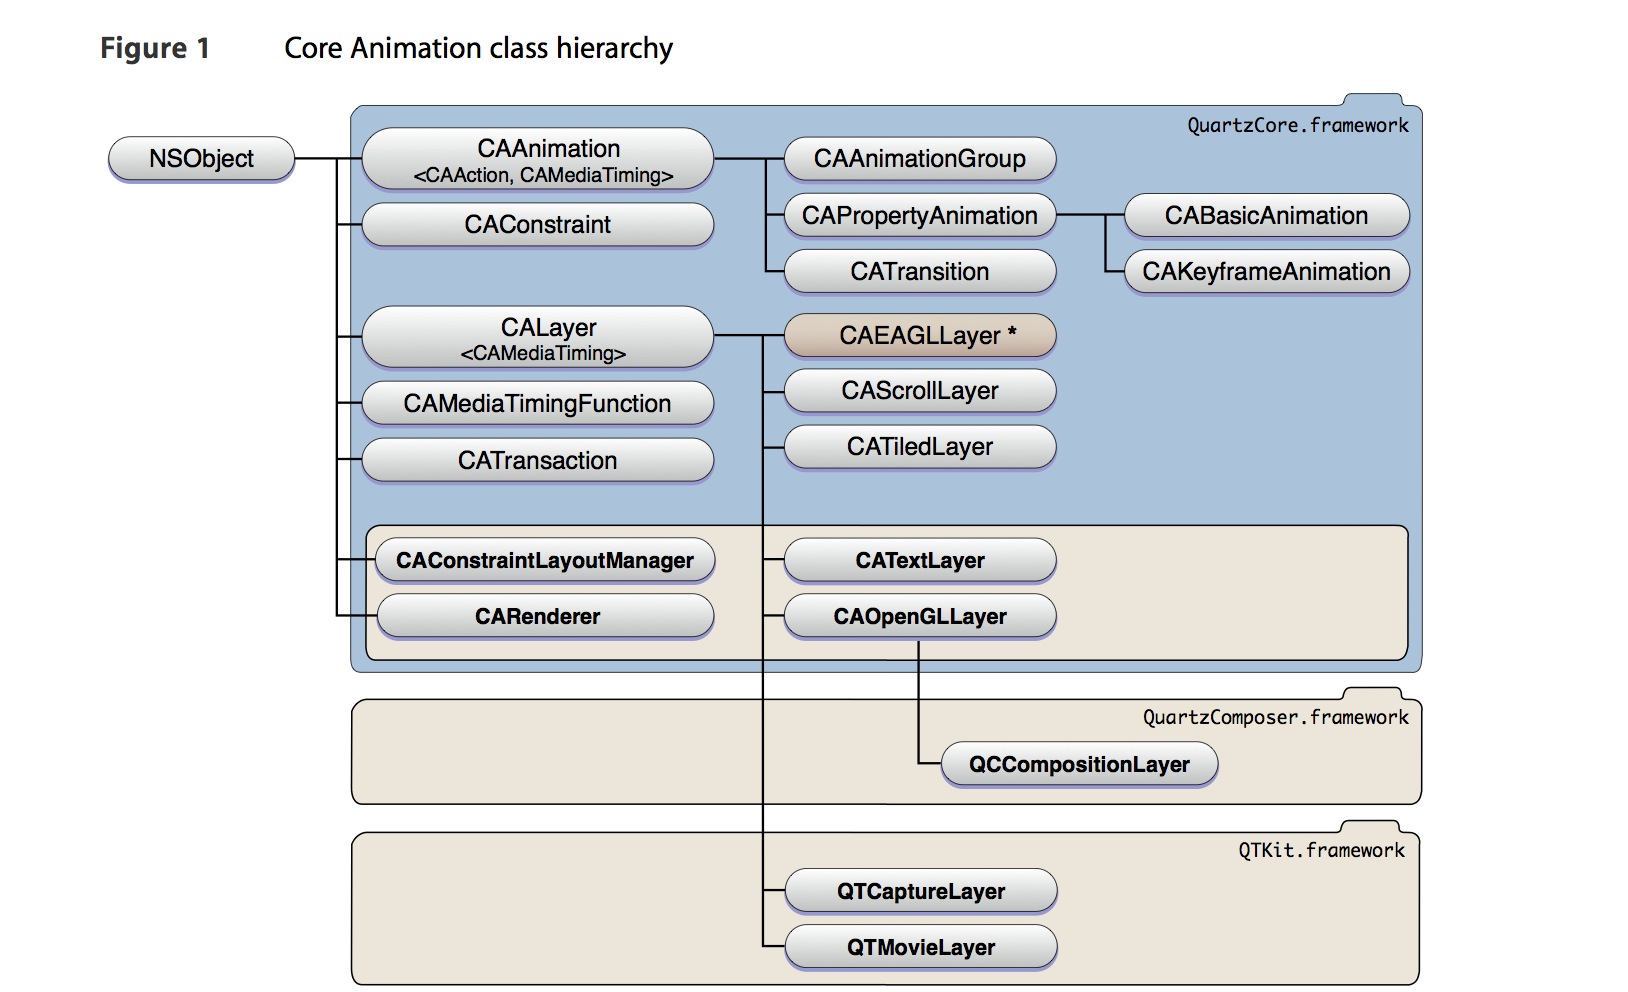 Figure 1 Core Animation class hierarchy
QuartzCore.framework
NSObject
CAAnimation
<CAAction, CAMediaTiming>
CAAnimationGroup
CAConstraint
CAPropertyAnimation
CABasicAnimation
CATransition
CAKeyframeAnimation
CALayer
<CAMediaTiming>
CAEAGLLayer *
CAMediaTimingFunction
CAScrollLayer
CATransaction
CATiledLayer
CAConstraintLayoutManager
CATextLayer
CARenderer
CAOpenGLLayer
QuartzComposer.framework
QCCompositionLayer
QTKit.framework
QTCaptureLayer
QTMovieLayer